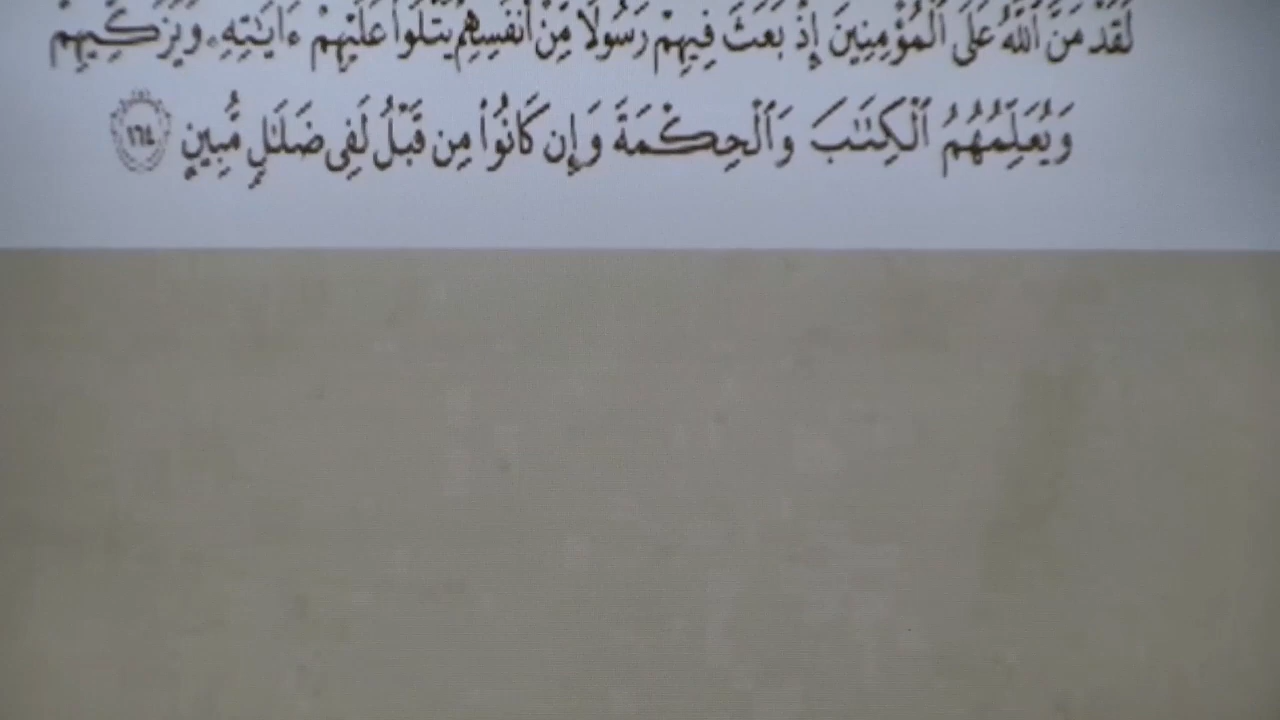 لَقَدْ مَنَّ ٱللَّهُ عَلَى ٱلْمُؤْمِنِينَ إِذْ بَعَثَ فِيهِمْ رَسُولًا مِّنْ أَنفُسِهِمْ يَتْلُوا۟ عَلَيْهِمْ ءَايَـٰتِهِۦ وَيُزَكِّيهِمْ
وَيُعَلِّمُهُمُ ٱلْكِتَـٰبَ وَٱلْحِكْمَةَ وَإِن كَانُوا۟ مِن قَبْلُ لَفِى ضَلَـٰلٍ مُّبِينٍ ١٦٤